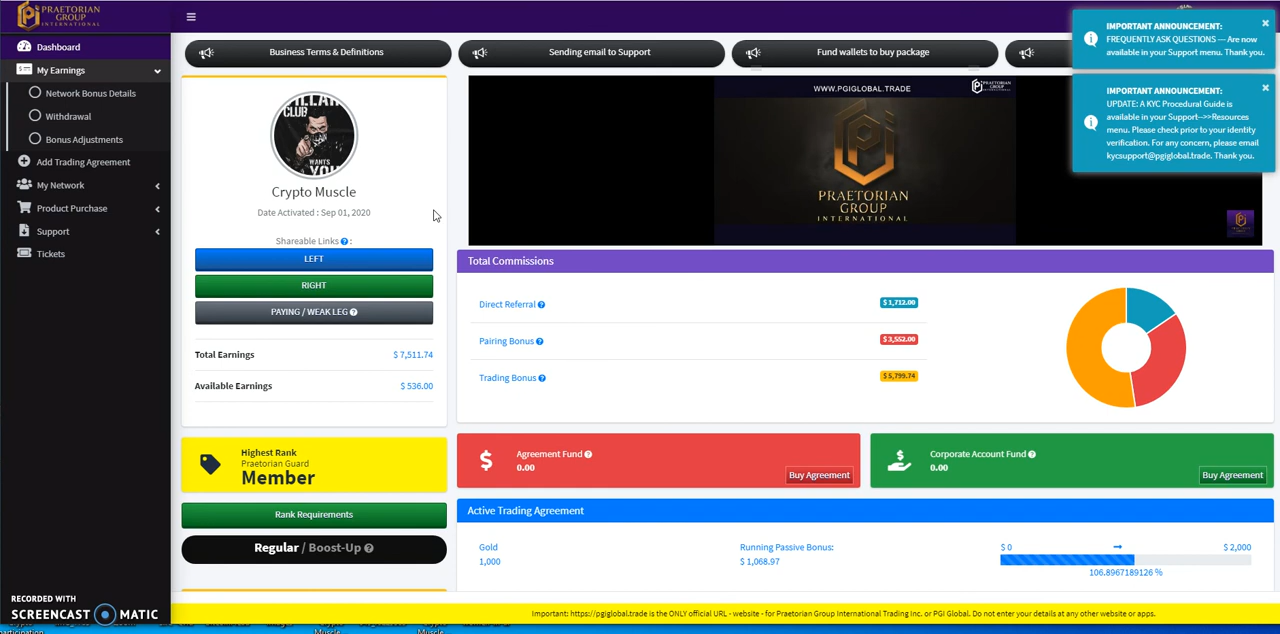 PRAETORIAN
GROUP
INTERNATIONAL
Dashboard
My Earnings
Network Bonus Details
Withdrawal
Bonus Adjustments
Add Trading Agreement
My Network
Product Purchase
Support
Tickets
Business Terms & Definitions
Sending email to Support
Fund wallets to buy package
IMPORTANT ANNOUNCEMENT:
FREQUENTLY ASK QUESTIONS — Are now
available in your Support menu. Thank you.
IMPORTANT ANNOUNCEMENT:
UPDATE: A KYC Procedural Guide is
available in your Support-->>Resources
menu. Please check prior to your identity
verification. For any concern, please email
kycsupport@pgiglobal.trade. Thank you.
CLUB
WANTS
YOU
Crypto Muscle
Date Activated : Sep 01, 2020
Shareable Links :
LEFT
RIGHT
PAYING / WEAK LEG
Total Earnings $ 7,511.74
Available Earnings $ 536.00
WWW.PGIGLOBAL.TRADE
PRAETORIAN
GROUP
INTERNATIONAL
PRAETORIAN
GROUP
INTERNATIONAL
Total Commissions
Direct Referral $ 1,712.00
Pairing Bonus $ 3,552.00
Trading Bonus $ 5,799.74
Highest Rank
Praetorian Guard
Member
Rank Requirements
Regular / Boost-Up
Agreement Fund
0.00
Buy Agreement
Corporate Account Fund
0.00
Buy Agreement
Active Trading Agreement
Gold
1,000
Running Passive Bonus:
$ 1,068.97
$ 0 $ 2,000
106.8967189126 %
RECORDED WITH
SCREENCAST MATIC
Important: https://pgiglobal.trade is the ONLY official URL - website - for Praetorian Group International Trading Inc. or PGI Global. Do not enter your details at any other website or apps.
Muscle
Muscle